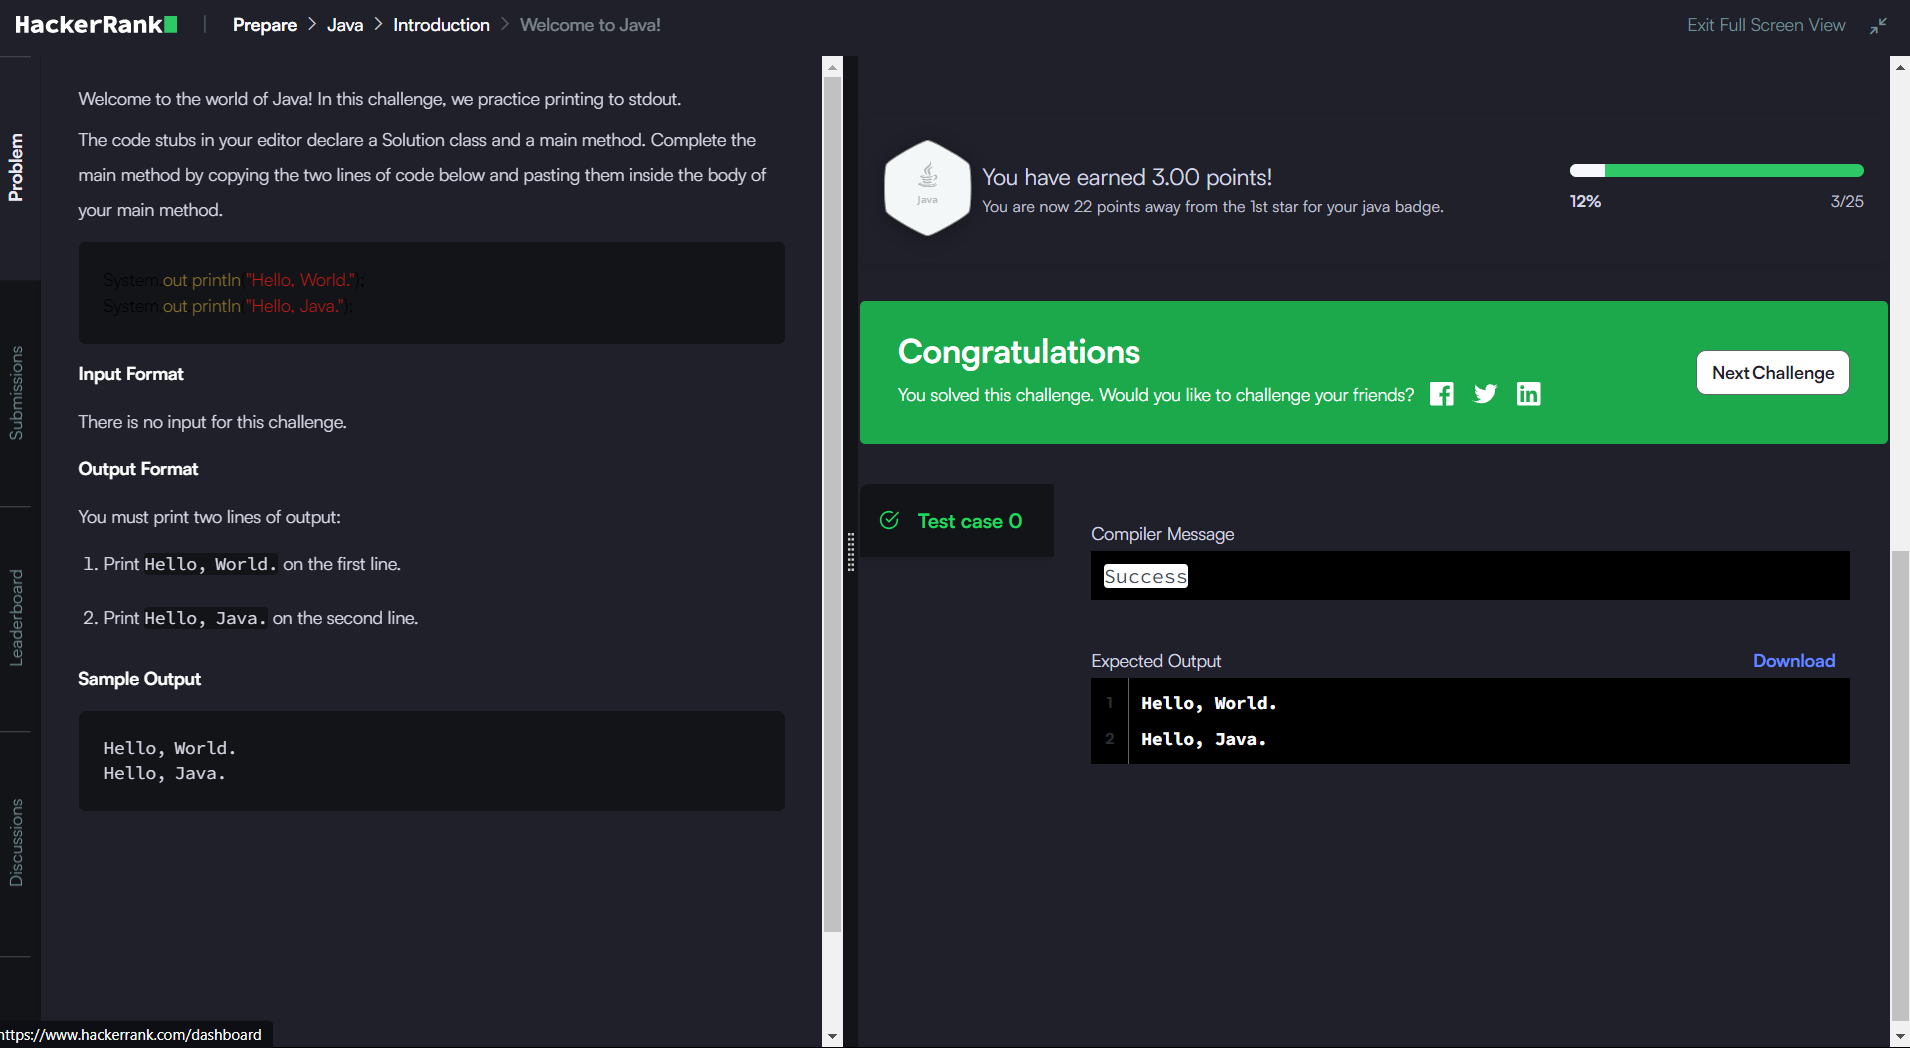 HackerRank
Prepare > Java > Introduction > Welcome to Java!
Exit Full Screen View
Problem
Submissions
Leaderboard
Discussions
Welcome to the world of Java! In this challenge, we practice printing to stdout.
The code stubs in your editor declare a Solution class and a main method. Complete the
main method by copying the two lines of code below and pasting them inside the body of
your main method.
System.out.println("Hello, World.");
System.out.println("Hello, Java.");
Input Format
There is no input for this challenge.
Output Format
You must print two lines of output:
1. Print Hello, World. on the first line.
2. Print Hello, Java. on the second line.
Sample Output
Hello, World.
Hello, Java.
https://www.hackerrank.com/dashboard
Java
You have earned 3.00 points!
You are now 22 points away from the 1st star for your java badge.
12%
3/25
Congratulations
You solved this challenge. Would you like to challenge your friends?
Next Challenge
Test case 0
Compiler Message
Success
Expected Output
Download
1 Hello, World.
2 Hello, Java.